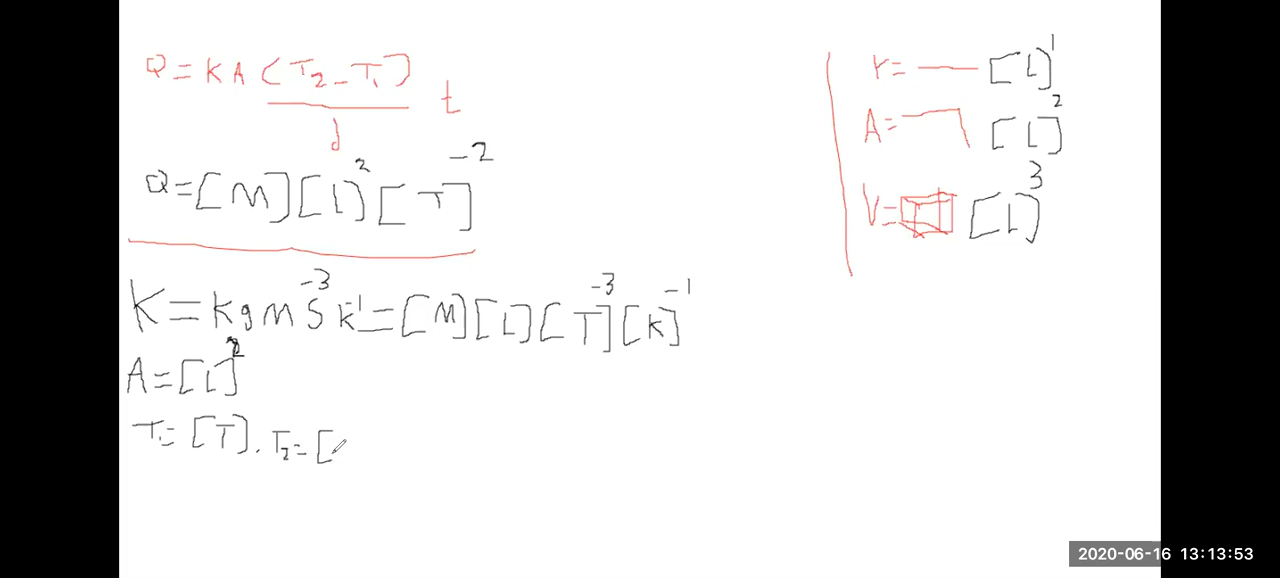 Q = K A (T₂ - T₁) t
d
Q = [M] [L]² [T]⁻²
K = kg m S⁻³ k⁻¹ = [M] [L] [T]⁻³ [K]⁻¹
A = [L]²
T₁ = [T] . T₂ = [
r = [L]¹
A = [L]²
V = [L]³
2020-06-16 13:13:53